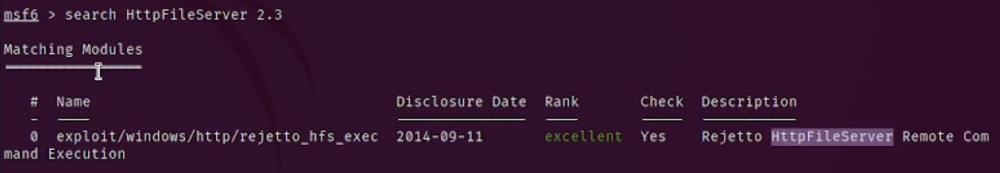 msf6 > search HttpFileServer 2.3
Matching Modules
================
# Name Disclosure Date Rank Check Description
- ---- --------------- ---- ----- -----------
0 exploit/windows/http/rejetto_hfs_exec 2014-09-11 excellent Yes Rejetto HttpFileServer Remote Com
mand Execution